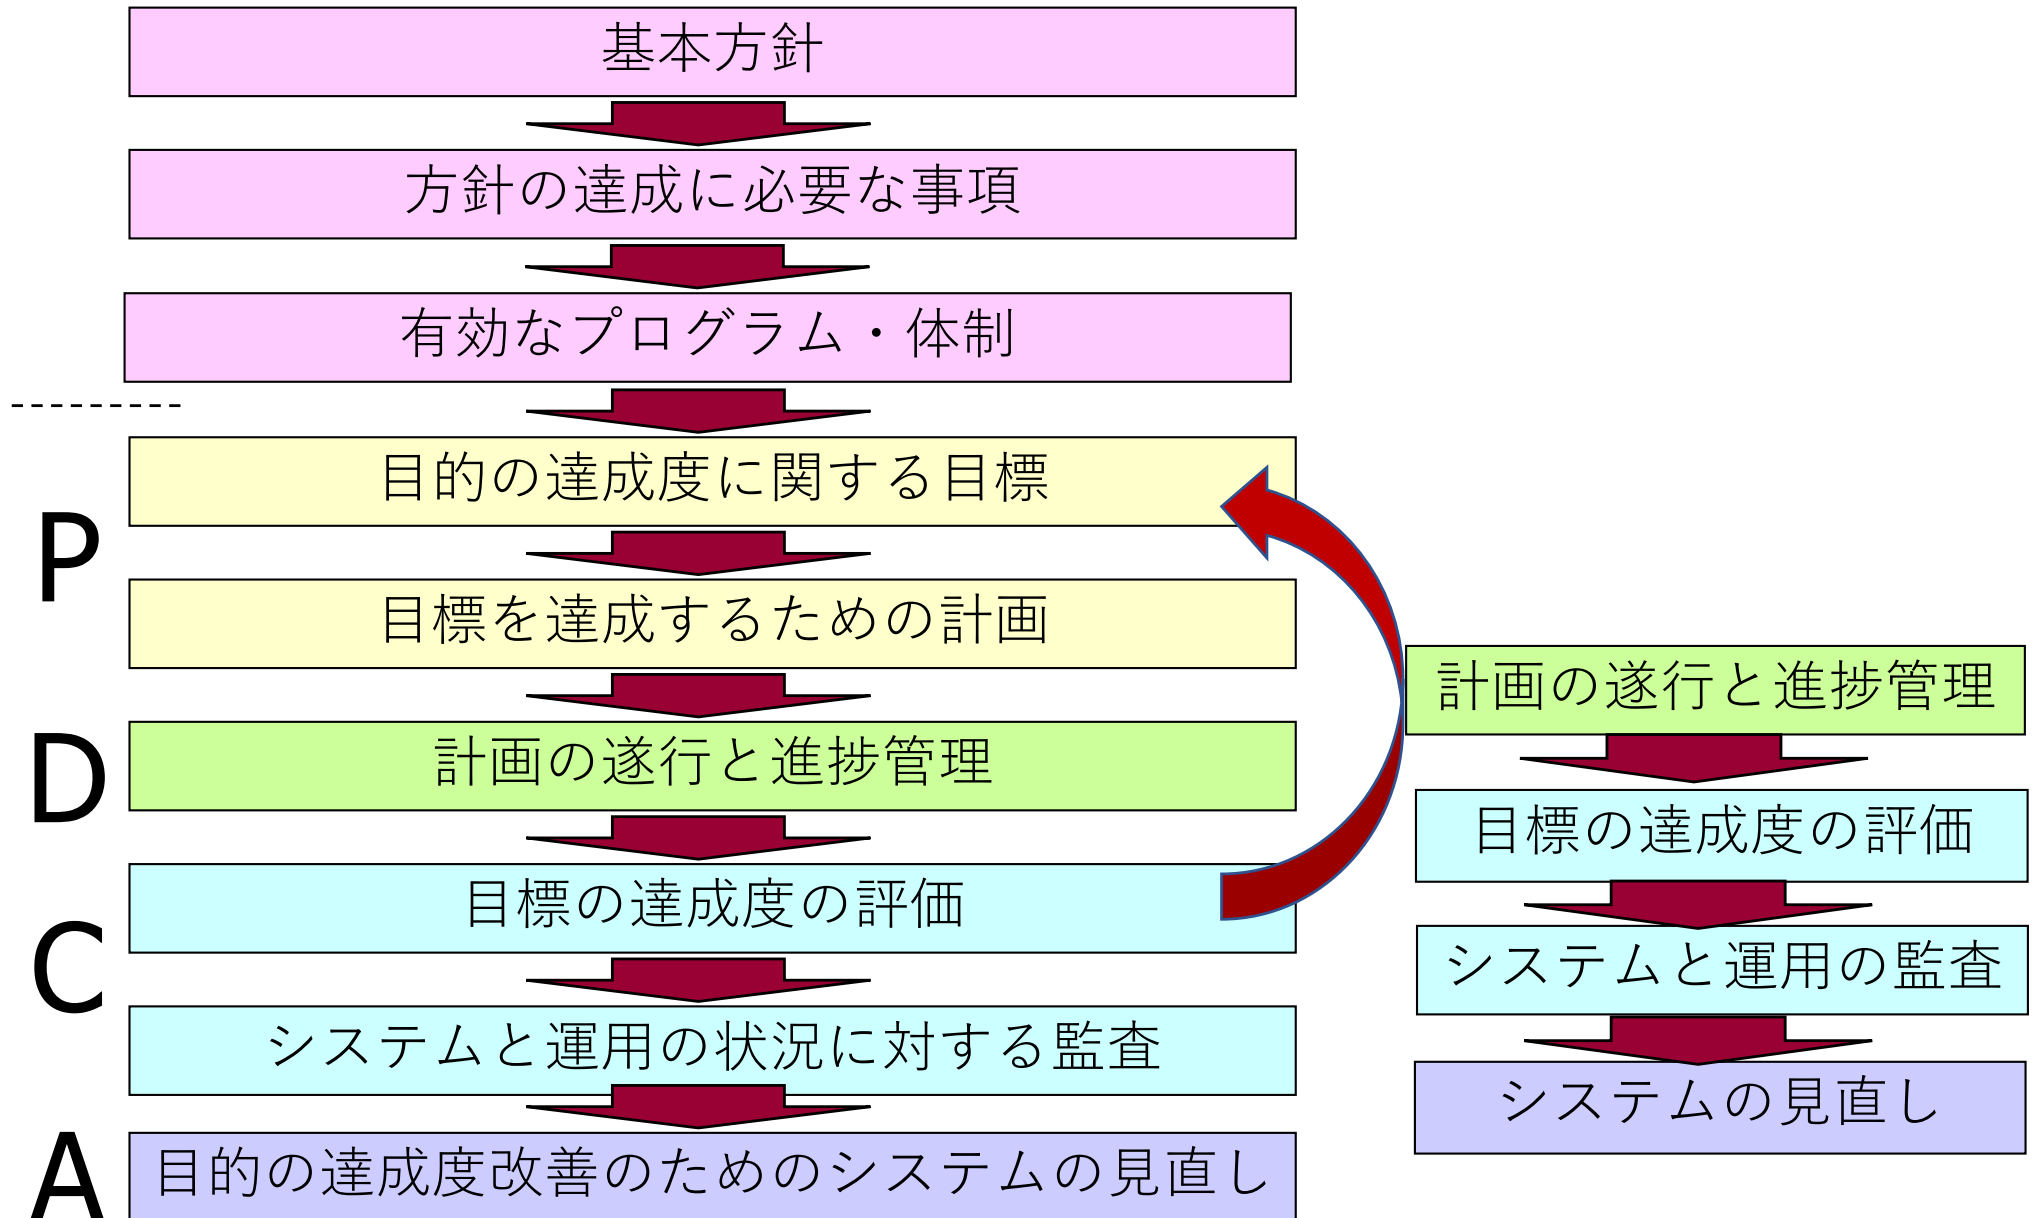 基本方針
方針の達成に必要な事項
有効なプログラム・体制
P
目的の達成度に関する目標
目標を達成するための計画
D
計画の遂行と進捗管理
C
目標の達成度の評価
システムと運用の状況に対する監査
A
目的の達成度改善のためのシステムの見直し
計画の遂行と進捗管理
目標の達成度の評価
システムと運用の監査
システムの見直し